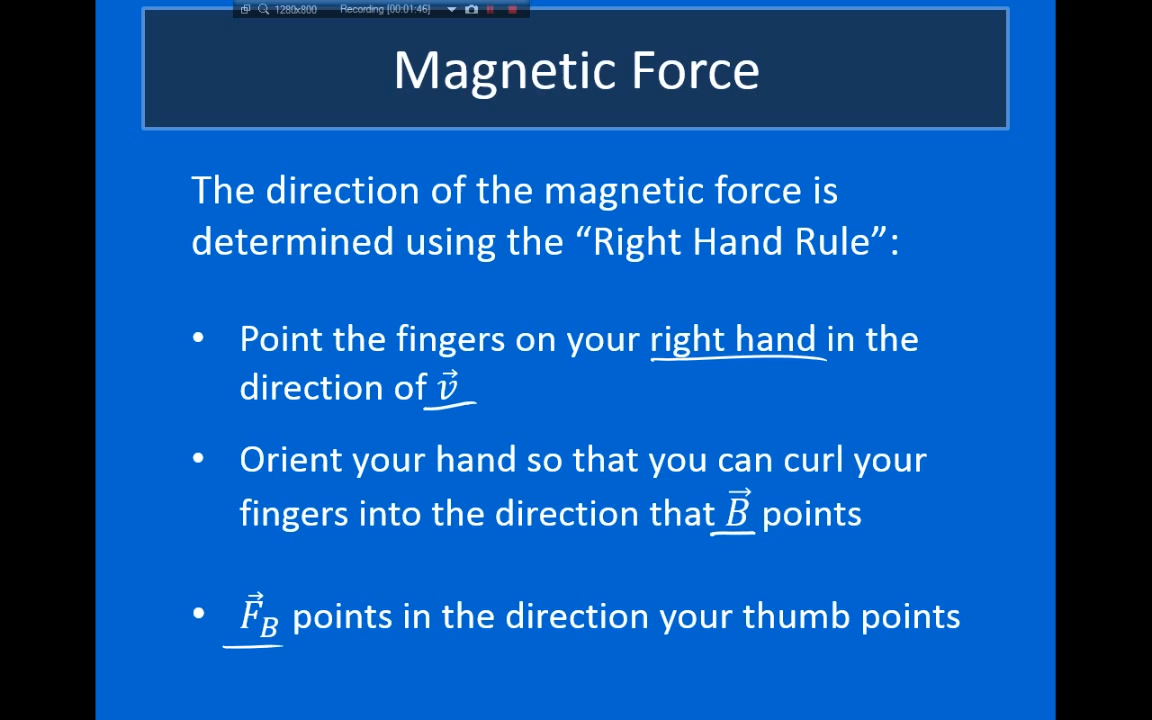 1280x800 Recording [00:01:46]
Magnetic Force
The direction of the magnetic force is
determined using the “Right Hand Rule”:
• Point the fingers on your right hand in the
direction of v⃗
• Orient your hand so that you can curl your
fingers into the direction that B⃗ points
• F⃗_B points in the direction your thumb points